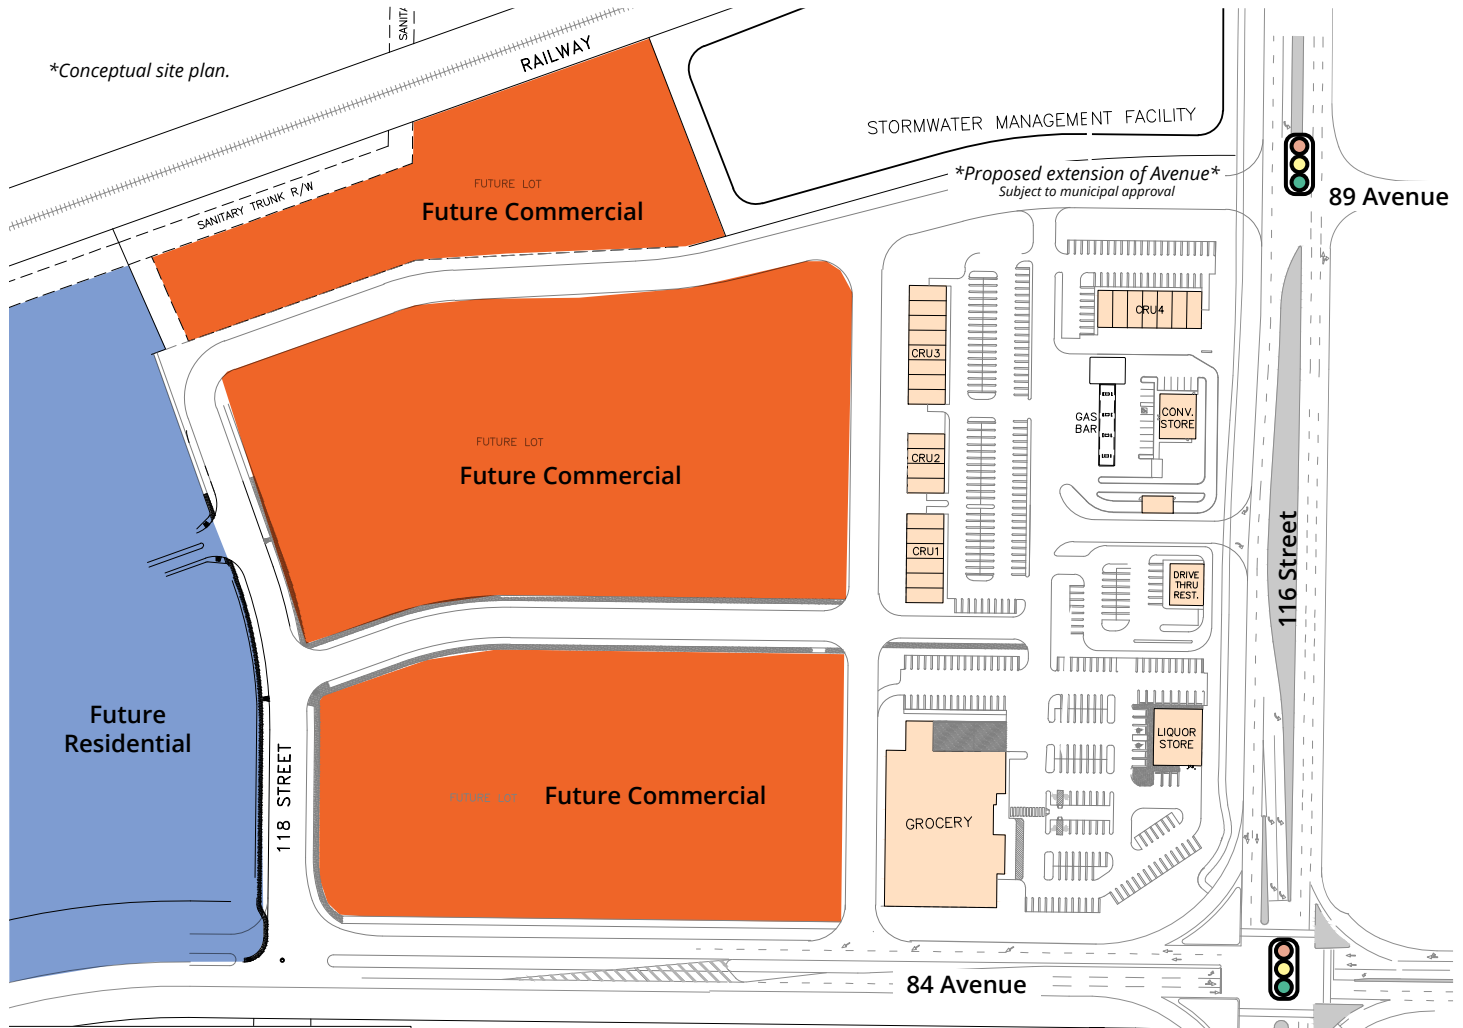 SANITA
*Conceptual site plan.
RAILWAY
STORMWATER MANAGEMENT FACILITY
*Proposed extension of Avenue*
Subject to municipal approval
89 Avenue
SANITARY TRUNK R/W
FUTURE LOT
Future Commercial
CRU4
CRU3
GAS
BAR
CONV.
STORE
FUTURE LOT
Future Commercial
CRU2
CRU1
116 Street
DRIVE
THRU
REST.
Future
Residential
LIQUOR
STORE
118 STREET
FUTURE LOT
Future Commercial
GROCERY
84 Avenue